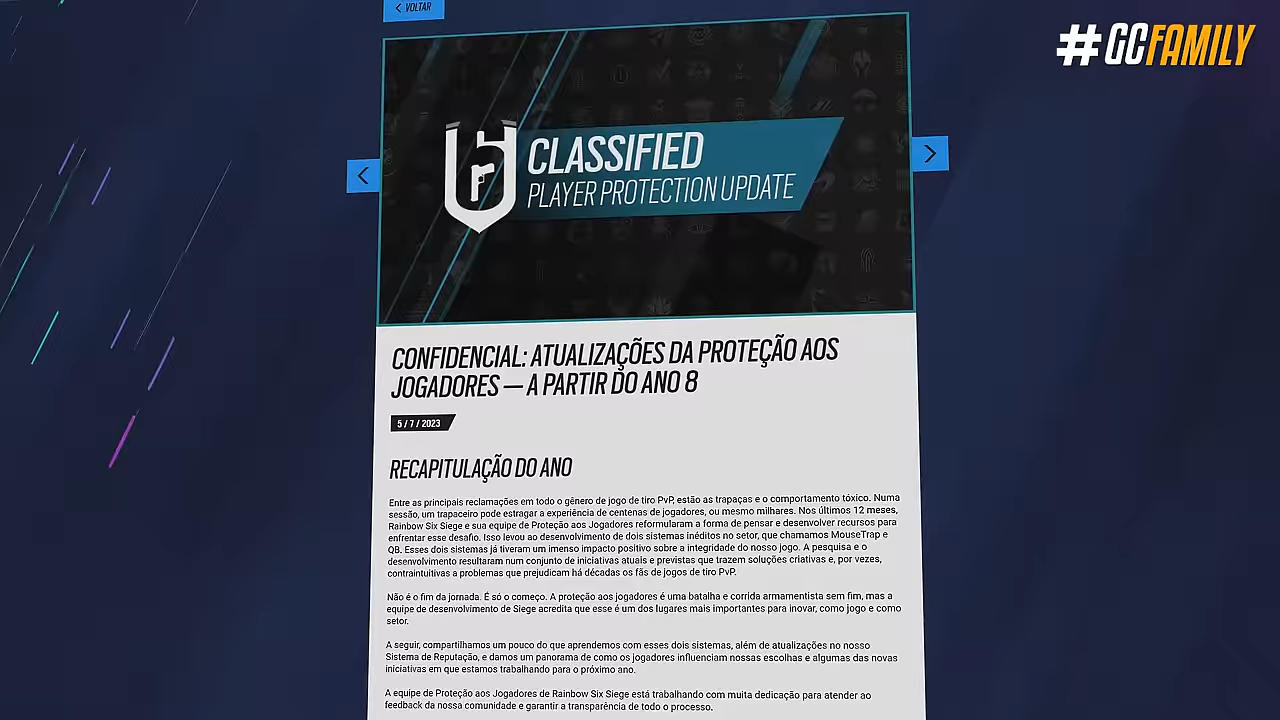 VOLTAR
#GCFAMILY
CLASSIFIED
PLAYER PROTECTION UPDATE
CONFIDENCIAL: ATUALIZAÇÕES DA PROTEÇÃO AOS
JOGADORES — A PARTIR DO ANO 8
5 / 7 / 2023
RECAPITULAÇÃO DO ANO
Entre as principais reclamações em todo o gênero de jogo de tiro PvP, estão as trapaças e o comportamento tóxico. Numa
sessão, um trapaceiro pode estragar a experiência de centenas de jogadores, ou mesmo milhares. Nos últimos 12 meses,
Rainbow Six Siege e sua equipe de Proteção aos Jogadores reformularam a forma de pensar e desenvolver recursos para
enfrentar esse desafio. Isso levou ao desenvolvimento de dois sistemas inéditos no setor, que chamamos MouseTrap e
QB. Esses dois sistemas já tiveram um imenso impacto positivo sobre a integridade do nosso jogo. A pesquisa e o
desenvolvimento resultaram num conjunto de iniciativas atuais e previstas que trazem soluções criativas e, por vezes,
contraintuitivas a problemas que prejudicam há décadas os fãs de jogos de tiro PvP.
Não é o fim da jornada. É só o começo. A proteção aos jogadores é uma batalha e corrida armamentista sem fim, mas a
equipe de desenvolvimento de Siege acredita que esse é um dos lugares mais importantes para inovar, como jogo e como
setor.
A seguir, compartilhamos um pouco do que aprendemos com esses dois sistemas, além de atualizações no nosso
Sistema de Reputação, e damos um panorama de como os jogadores influenciam nossas escolhas e algumas das novas
iniciativas em que estamos trabalhando para o próximo ano.
A equipe de Proteção aos Jogadores de Rainbow Six Siege está trabalhando com muita dedicação para atender ao
feedback da nossa comunidade e garantir a transparência de todo o processo.